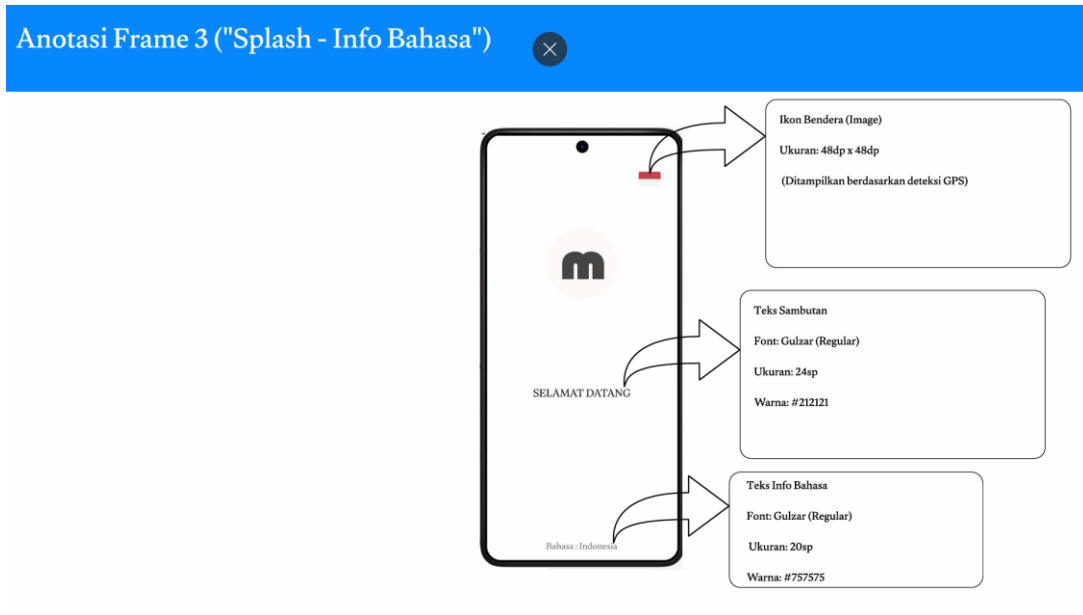 Anotasi Frame 3 ("Splash - Info Bahasa")
Ikon Bendera (Image)
Ukuran: 48dp x 48dp
(Ditampilkan berdasarkan deteksi GPS)
m
SELAMAT DATANG
Teks Sambutan
Font: Gulzar (Regular)
Ukuran: 24sp
Warna: #212121
Bahasa : Indonesia
Teks Info Bahasa
Font: Gulzar (Regular)
Ukuran: 20sp
Warna: #757575